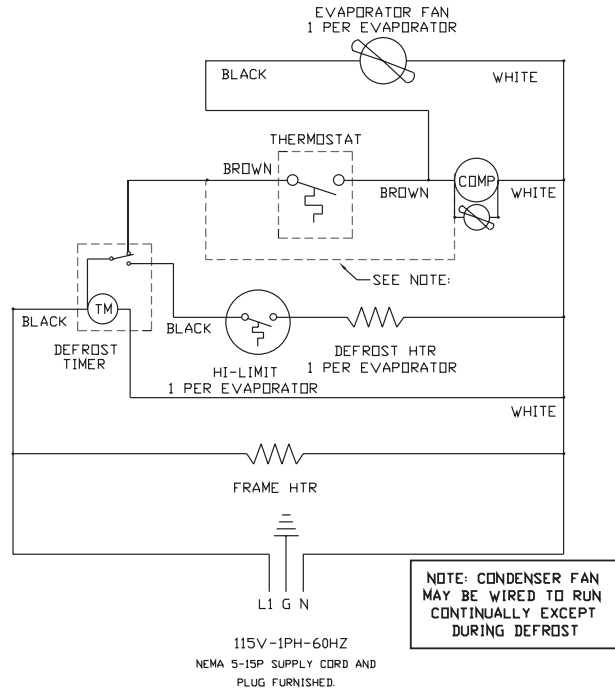 EVAPORATOR FAN
1 PER EVAPORATOR
BLACK
WHITE
THERMOSTAT
BROWN
BROWN
COMP
WHITE
SEE NOTE:
TM
BLACK
BLACK
DEFROST
TIMER
HI-LIMIT
1 PER EVAPORATOR
DEFROST HTR
1 PER EVAPORATOR
WHITE
FRAME HTR
L1 G N
NOTE: CONDENSER FAN
MAY BE WIRED TO RUN
CONTINUALLY EXCEPT
DURING DEFROST
115V-1PH-60HZ
NEMA 5-15P SUPPLY CORD AND
PLUG FURNISHED.